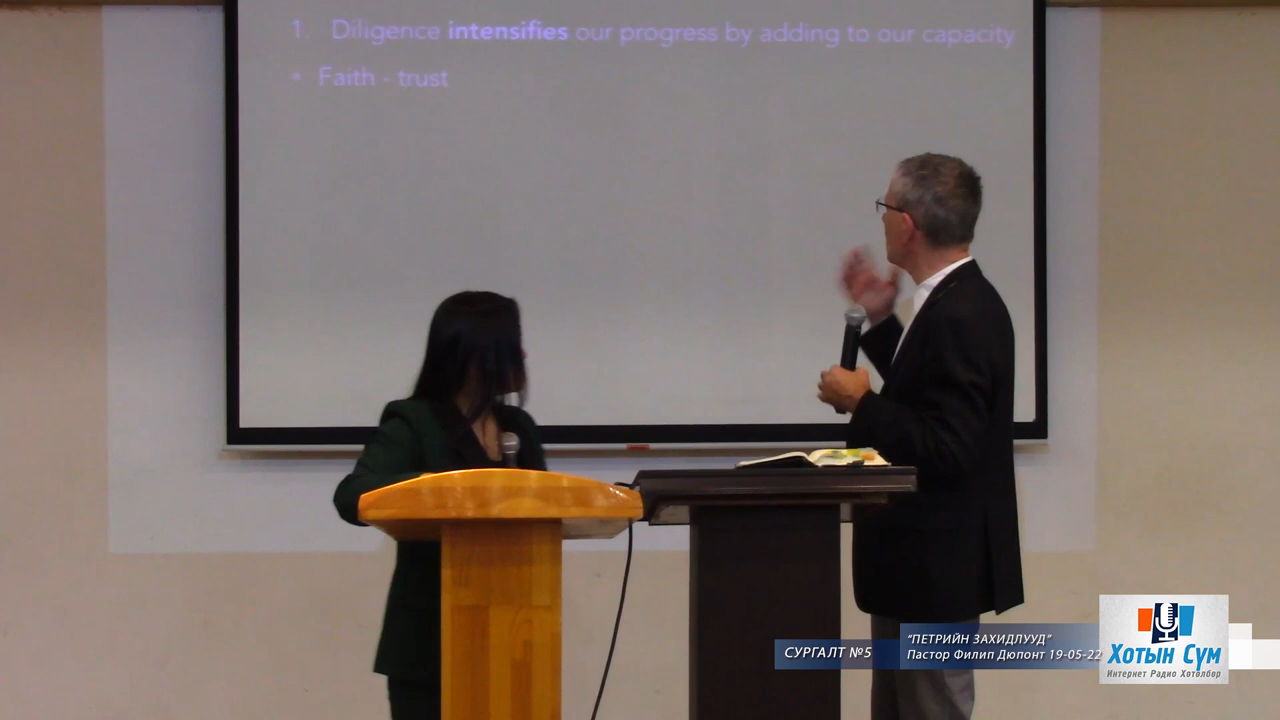 1. Diligence intensifies our progress by adding to our capacity
• Faith - trust
СУРГАЛТ №5
"ПЕТРИЙН ЗАХИДЛУУД"
Пастор Филип Дюпонт 19-05-22
Хотын Сүм
Интернет Радио Хөтөлбөр